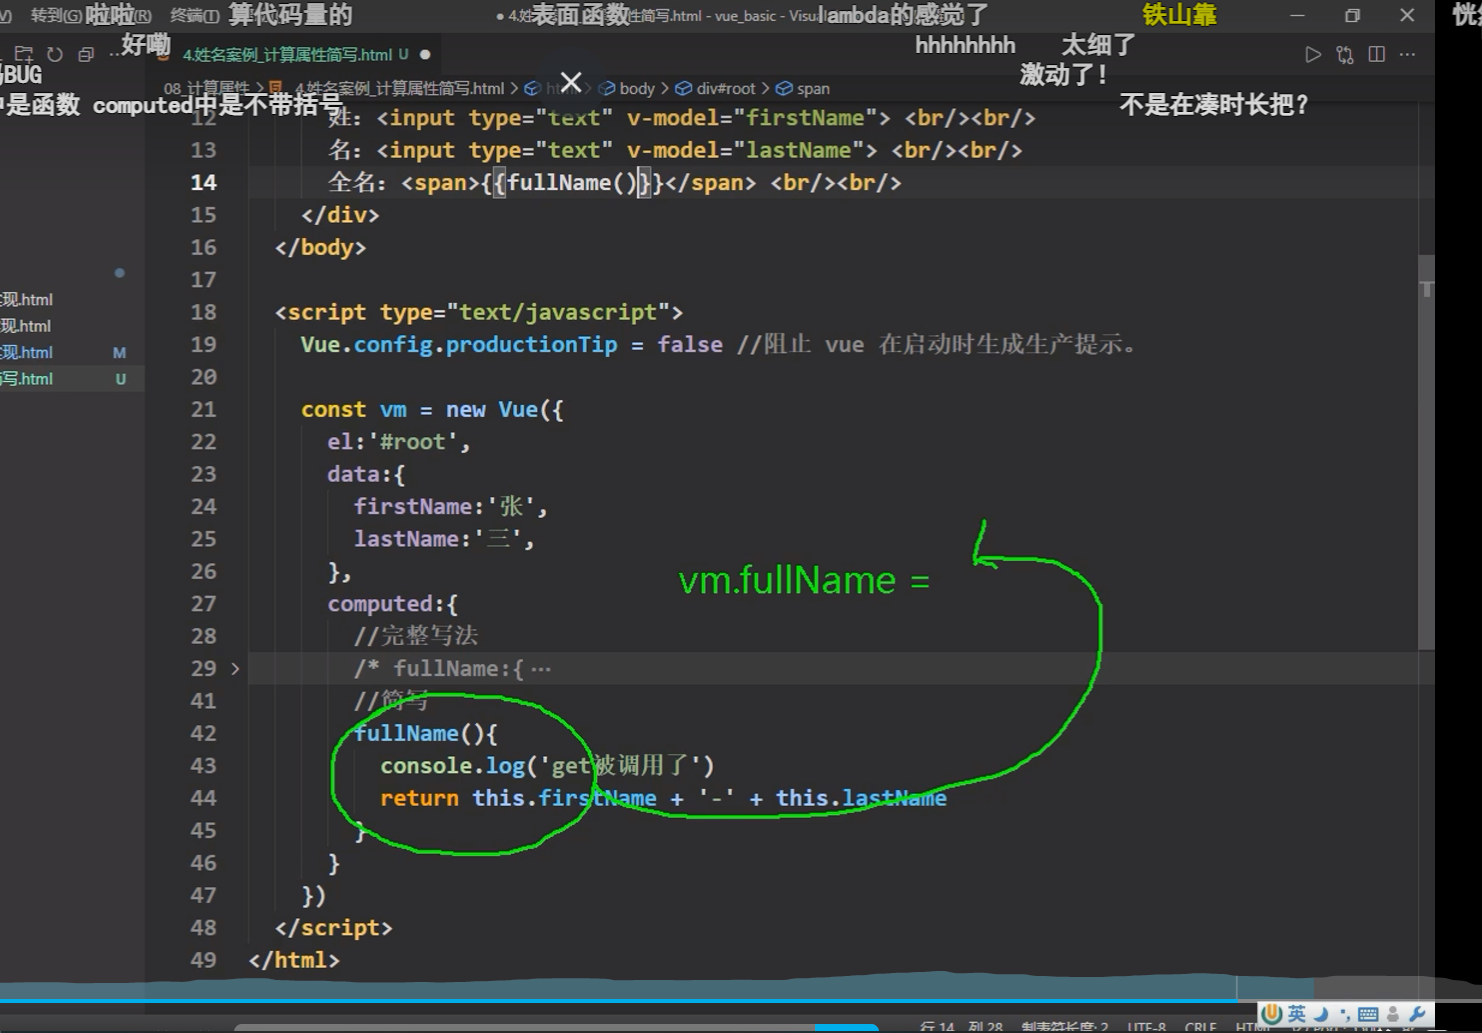 转到(G) 啦啦 (R) 终端(T) 算代码量的
• 4.姓 表面函数 性简写.html - vue_basic - Visual lambda的感觉了
铁山靠
好嘞 4.姓名案例_计算属性简写.html U ●
hhhhhhhh 太细了
BUG
激动了！
08_计算属性 > 4.姓名案例_计算属性简写.html > html > body > div#root > span
是函数 computed中是不带括号
不是在凑时长把?
12 姓：<input type="text" v-model="firstName"> <br/><br/>
13 名：<input type="text" v-model="lastName"> <br/><br/>
14 全名：<span>{{fullName()}}</span> <br/><br/>
15 </div>
16 </body>
17
18 <script type="text/javascript">
现.html
现.html
现.html M
写.html U
19 Vue.config.productionTip = false //阻止 vue 在启动时生成生产提示。
20
21 const vm = new Vue({
22 el:'#root',
23 data:{
24 firstName:'张',
25 lastName:'三',
26 },
vm.fullName =
27 computed:{
28 //完整写法
29 /* fullName:{ ···
41 //简写
42 fullName(){
43 console.log('get被调用了')
44 return this.firstName + '-' + this.lastName
45 }
46 }
47 })
48 </script>
49 </html>
英
行 14, 列 28 制表符长度: 2 UTF-8 CRLF